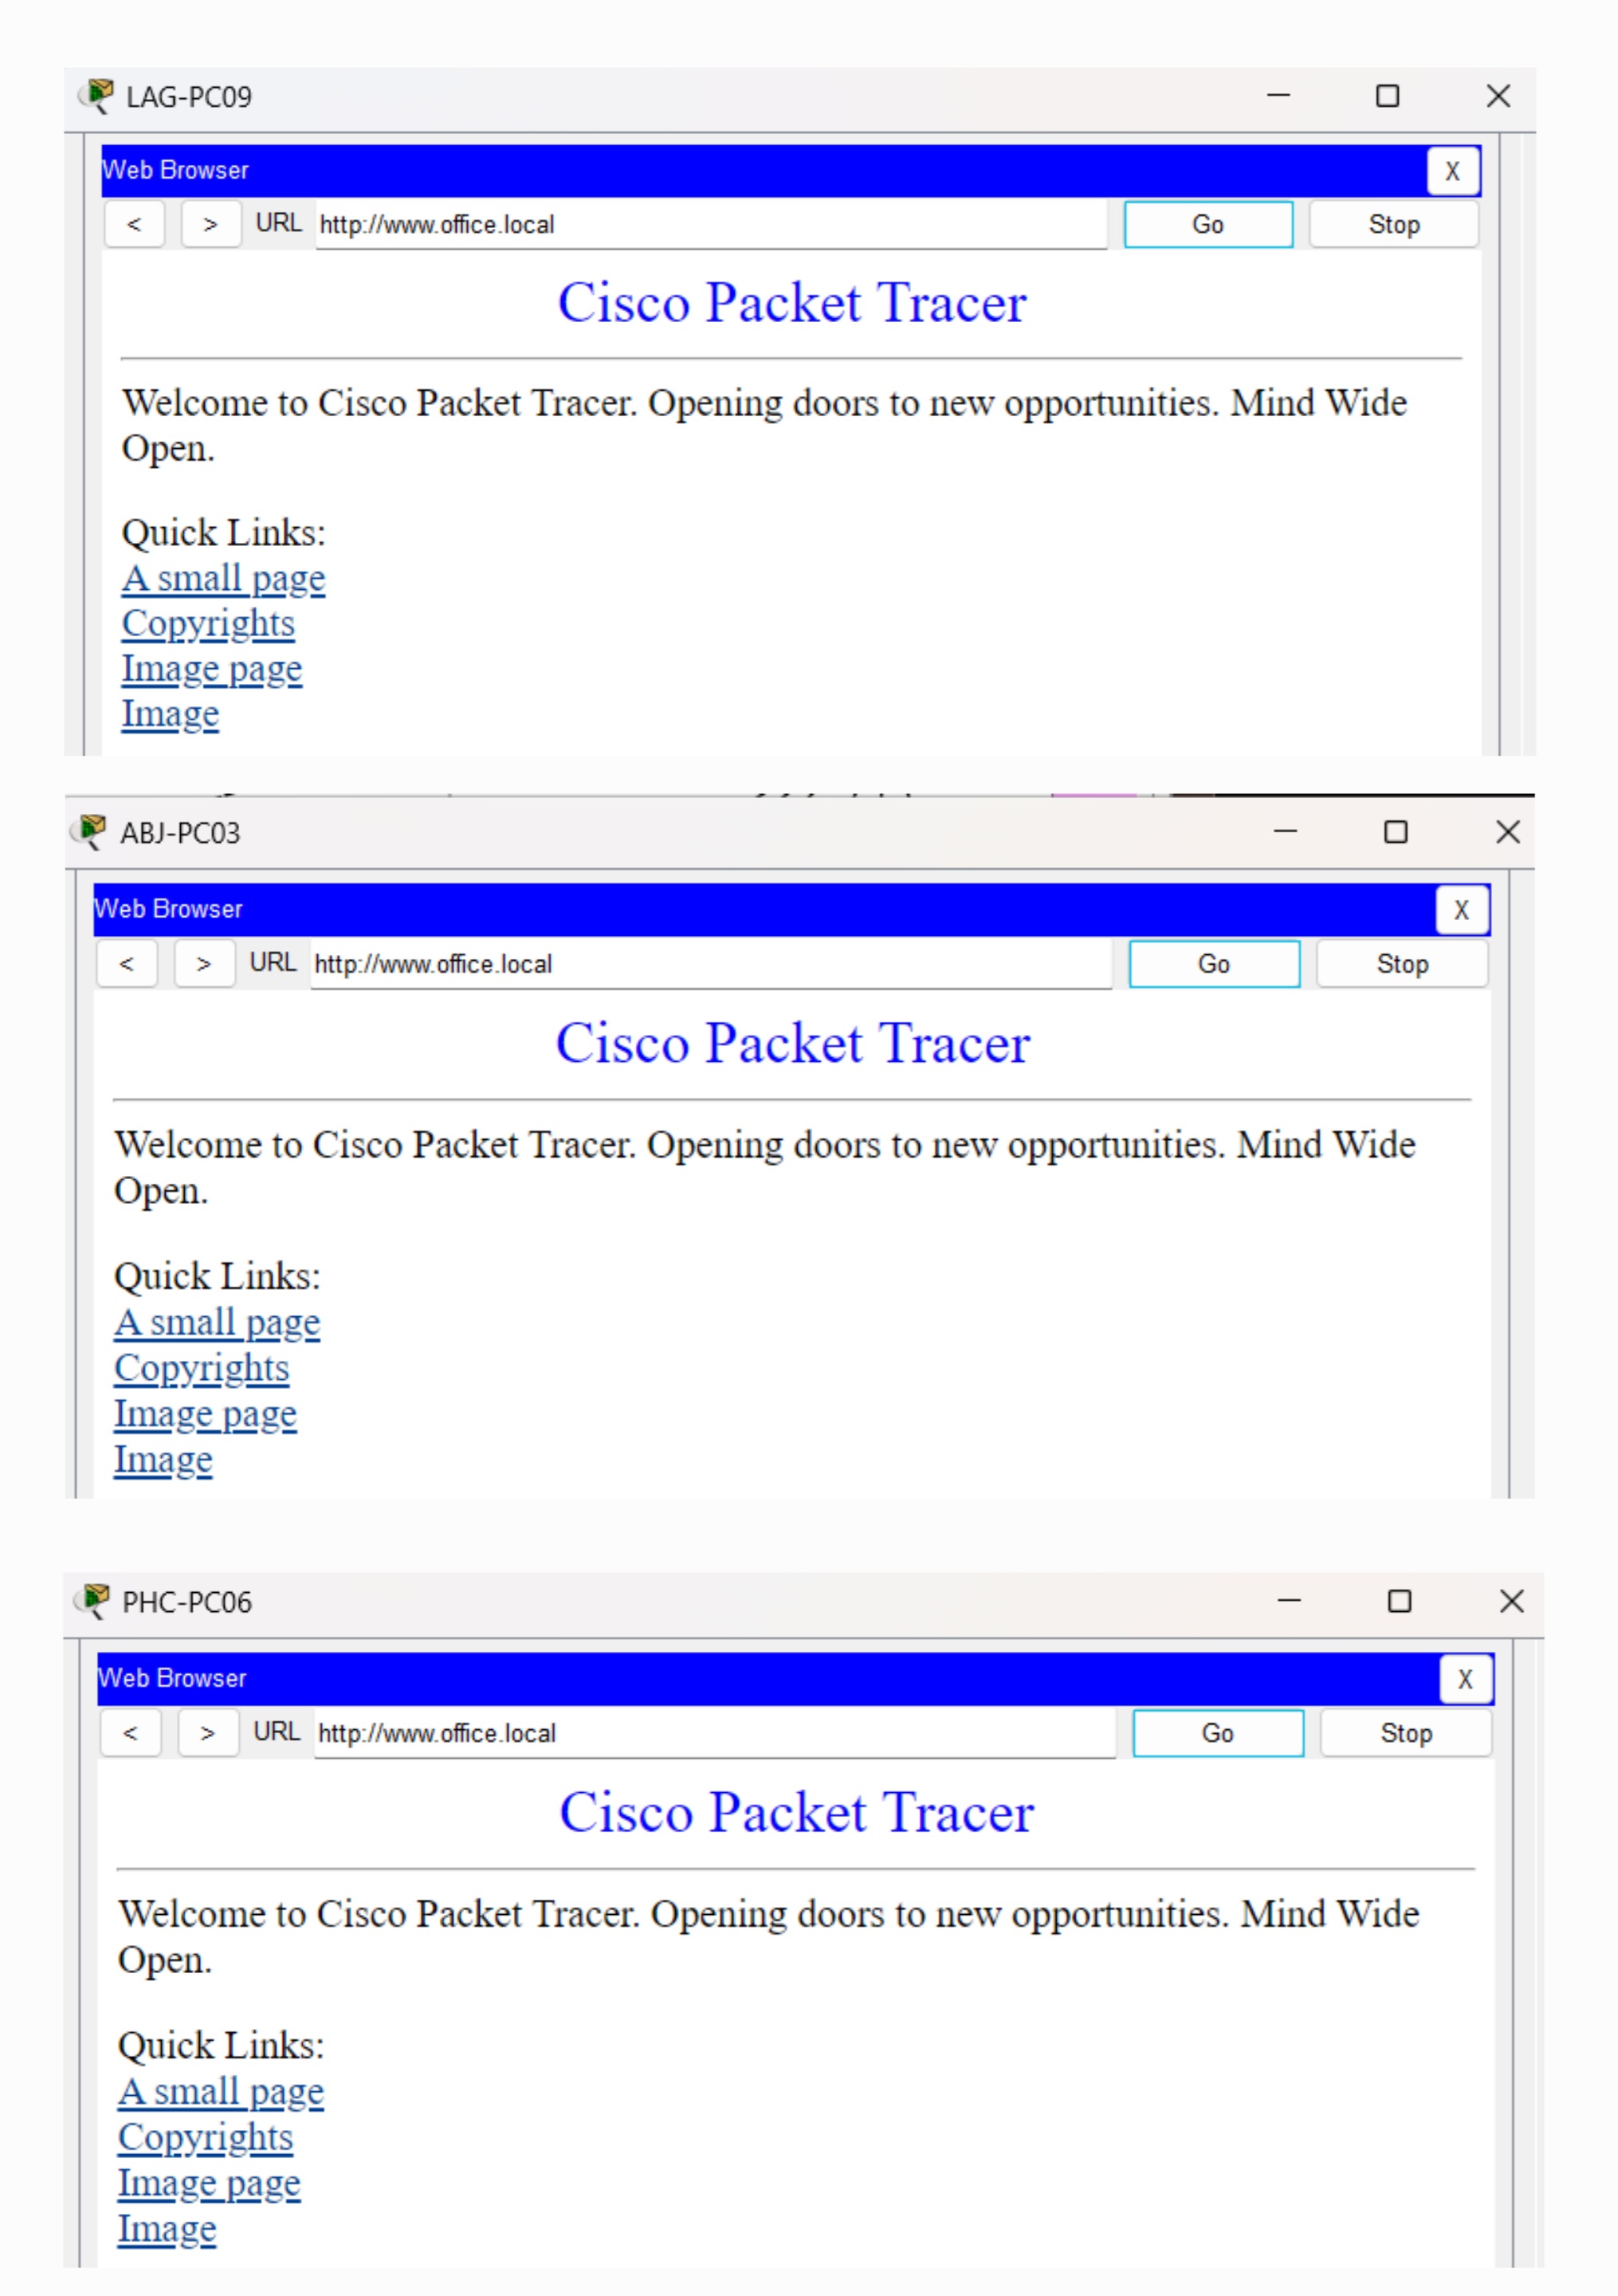 LAG-PC09
Web Browser
X
< > URL http://www.office.local Go Stop
Cisco Packet Tracer
Welcome to Cisco Packet Tracer. Opening doors to new opportunities. Mind Wide
Open.
Quick Links:
A small page
Copyrights
Image page
Image
ABJ-PC03
Web Browser
X
< > URL http://www.office.local Go Stop
Cisco Packet Tracer
Welcome to Cisco Packet Tracer. Opening doors to new opportunities. Mind Wide
Open.
Quick Links:
A small page
Copyrights
Image page
Image
PHC-PC06
Web Browser
X
< > URL http://www.office.local Go Stop
Cisco Packet Tracer
Welcome to Cisco Packet Tracer. Opening doors to new opportunities. Mind Wide
Open.
Quick Links:
A small page
Copyrights
Image page
Image